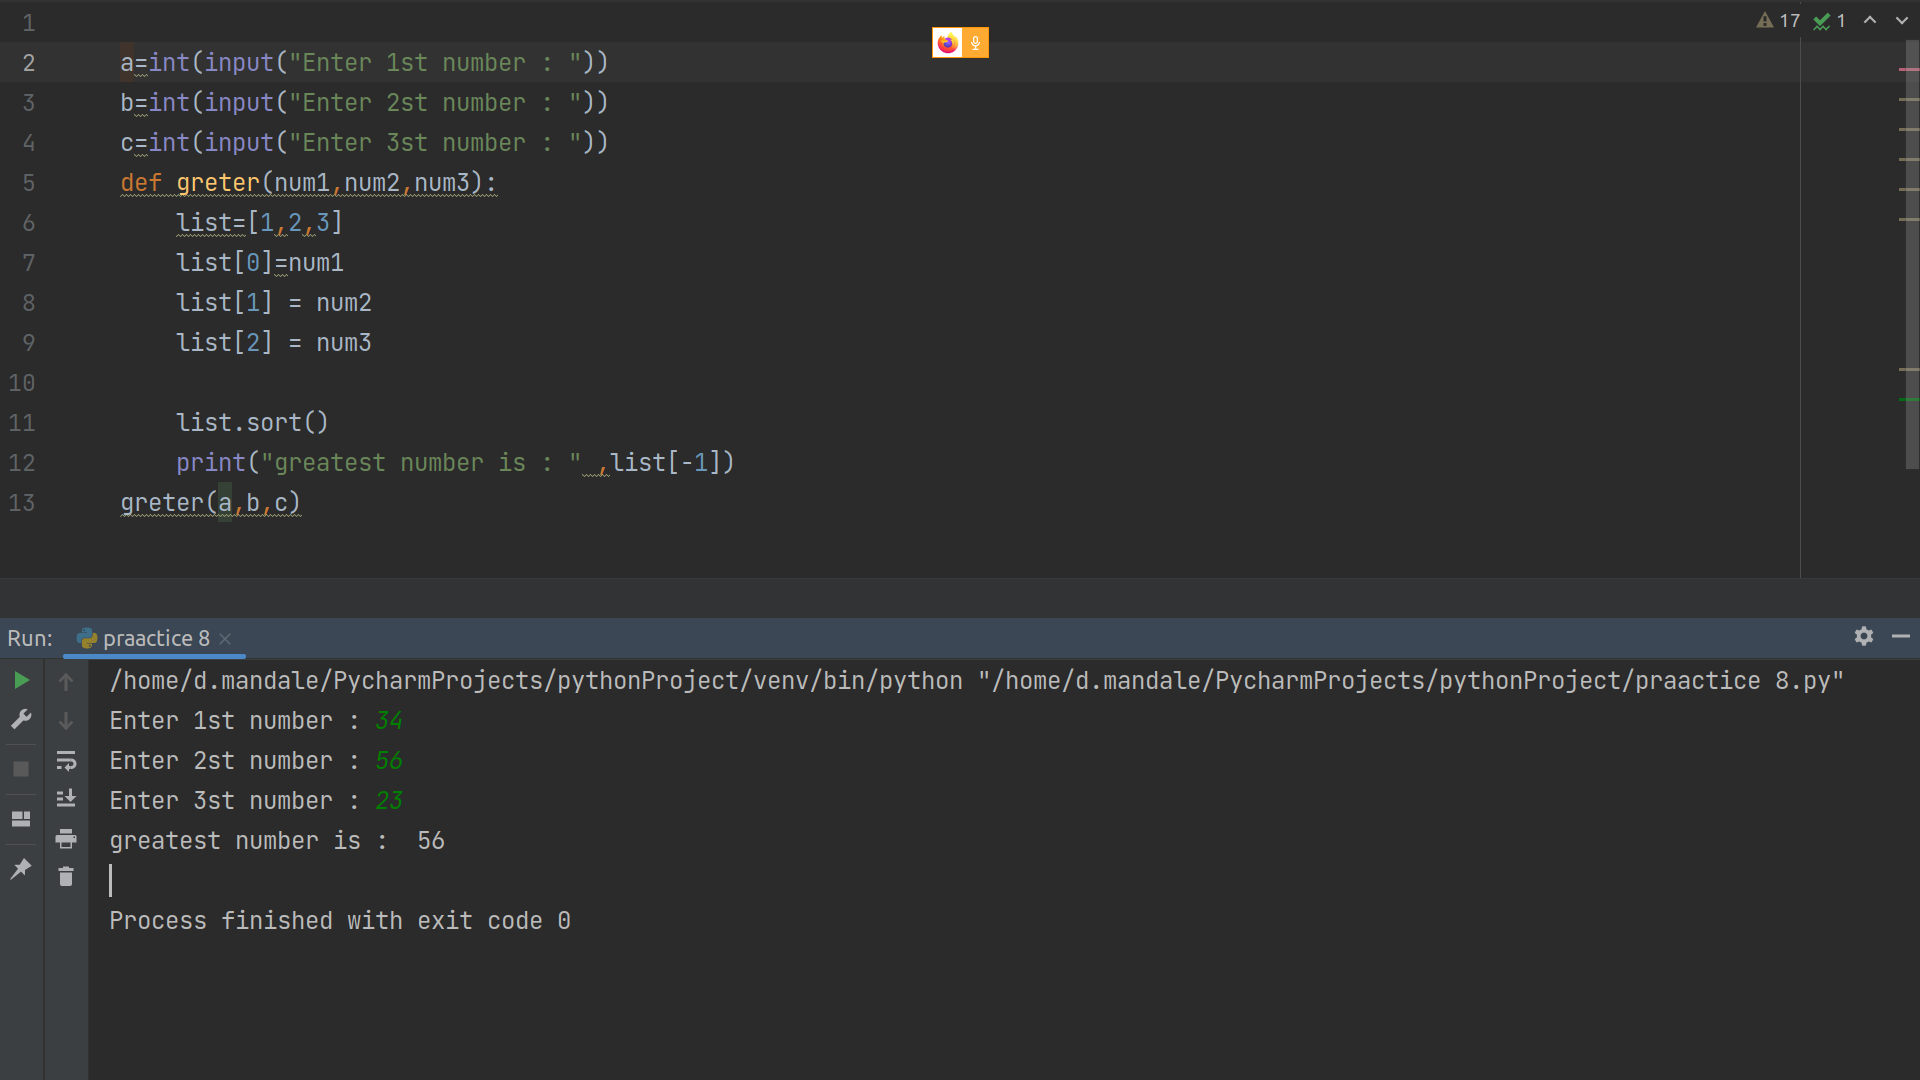 17 1
1
2 a=int(input("Enter 1st number : "))
3 b=int(input("Enter 2st number : "))
4 c=int(input("Enter 3st number : "))
5 def greter(num1,num2,num3):
6     list=[1,2,3]
7     list[0]=num1
8     list[1] = num2
9     list[2] = num3
10
11     list.sort()
12     print("greatest number is : " ,list[-1])
13 greter(a,b,c)
Run: praactice 8
/home/d.mandale/PycharmProjects/pythonProject/venv/bin/python "/home/d.mandale/PycharmProjects/pythonProject/praactice 8.py"
Enter 1st number : 34
Enter 2st number : 56
Enter 3st number : 23
greatest number is :  56
Process finished with exit code 0